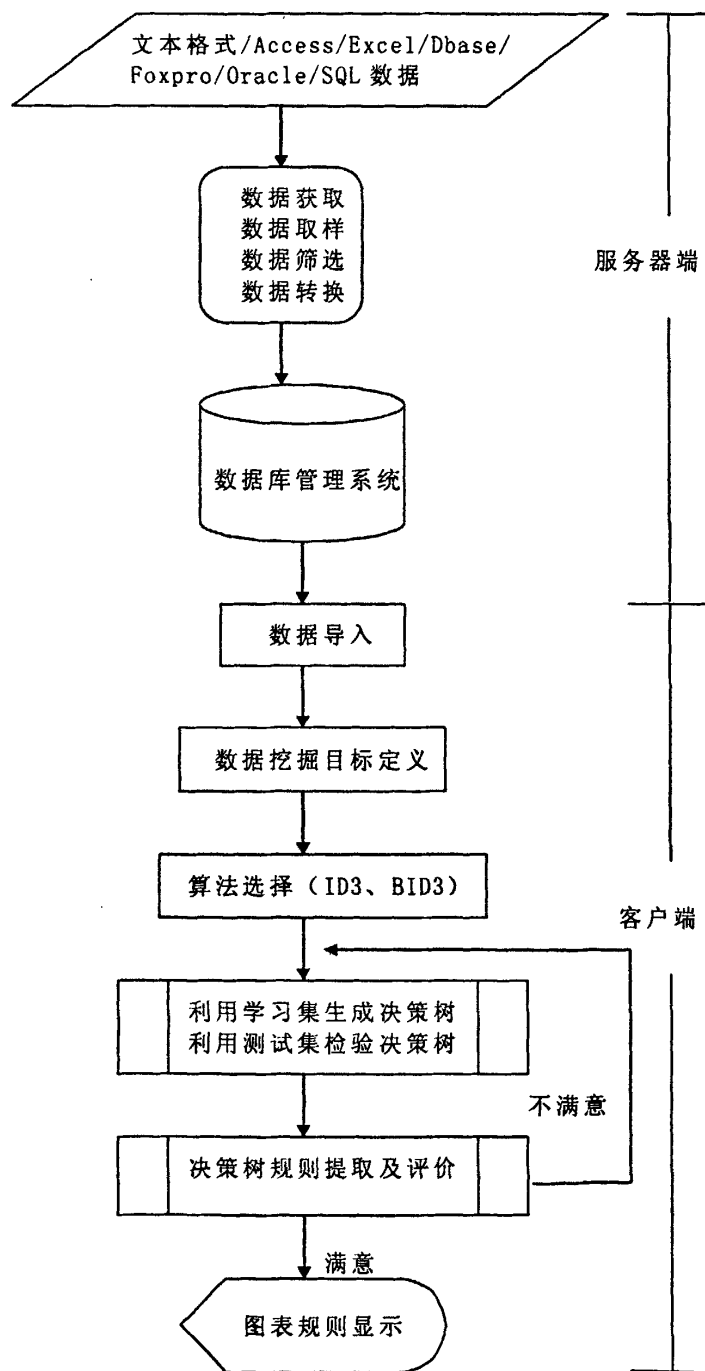 文本格式/Access/Excel/Dbase/
Foxpro/Oracle/SQL 数据
数据获取
数据取样
数据筛选
数据转换
服务器端
数据库管理系统
数据导入
数据挖掘目标定义
算法选择（ID3、BID3）
客户端
利用学习集生成决策树
利用测试集检验决策树
不满意
决策树规则提取及评价
满意
图表规则显示